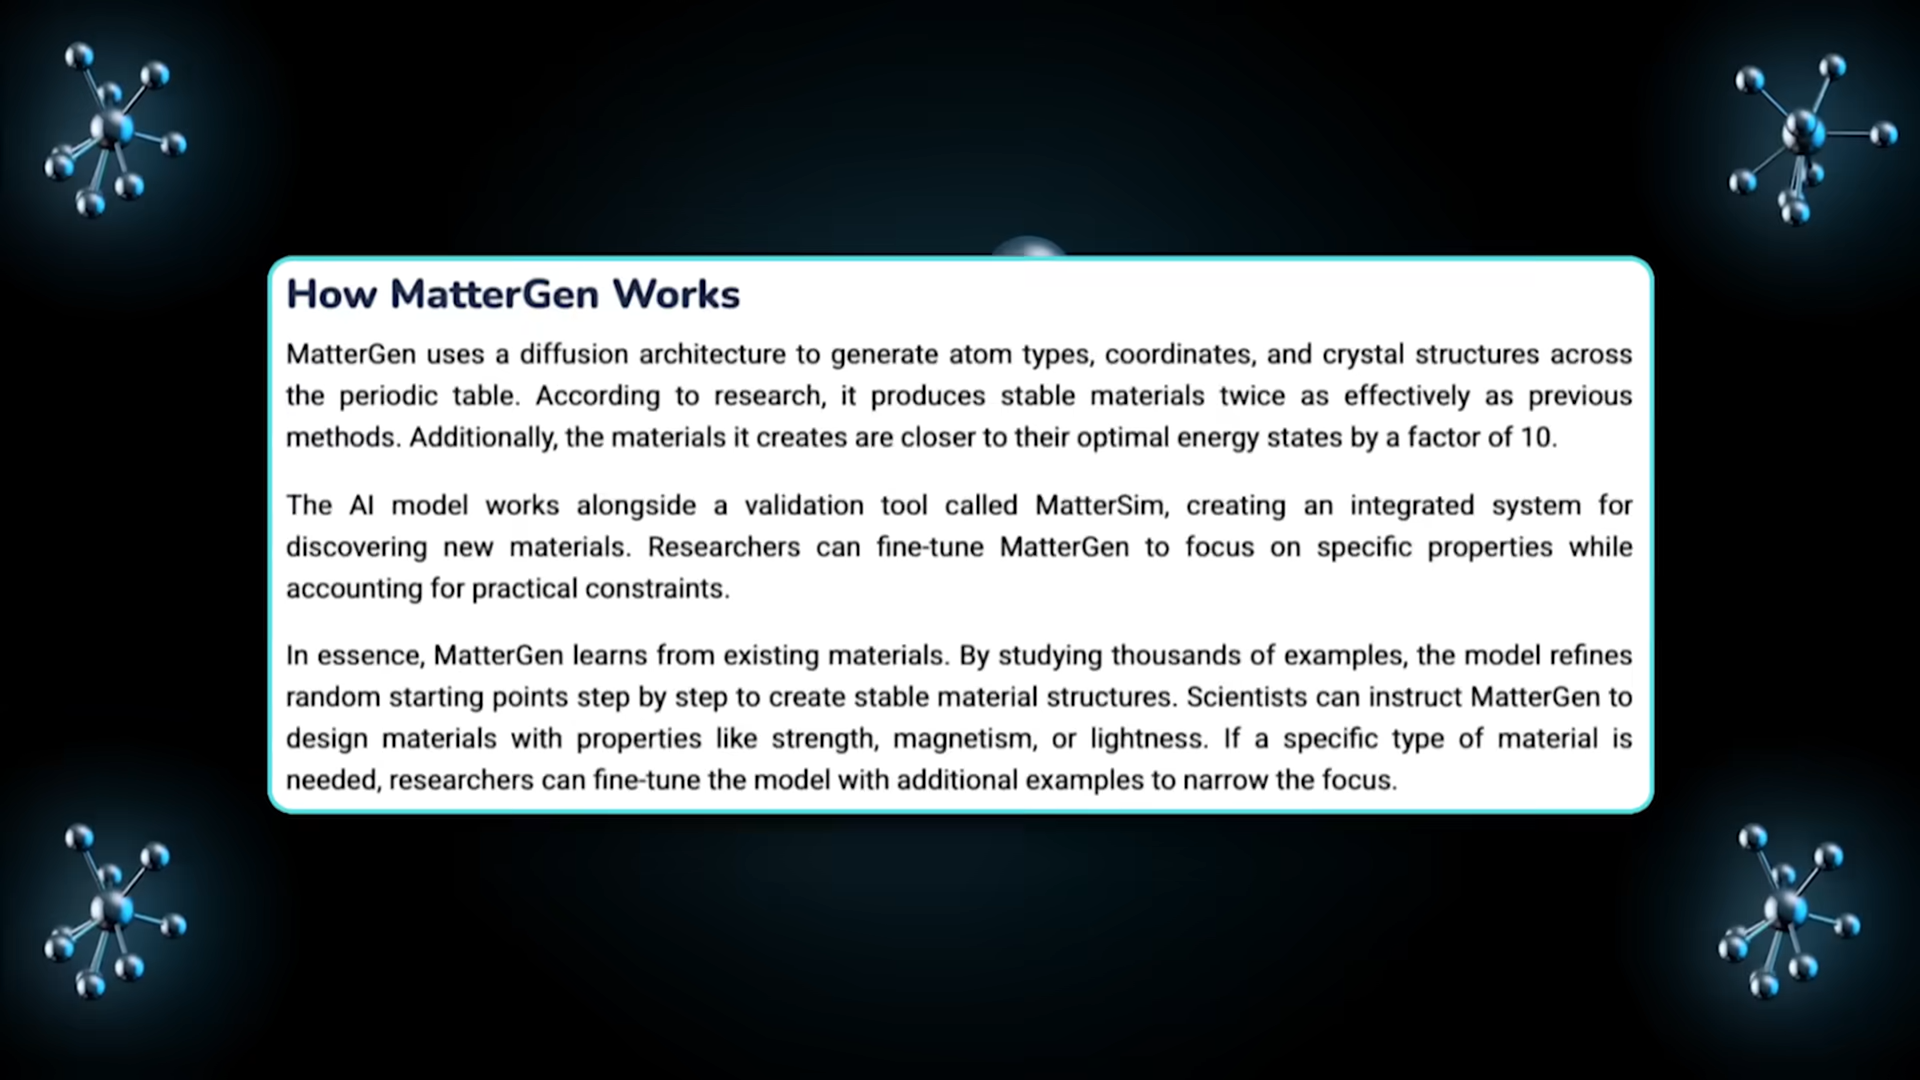 How MatterGen Works
MatterGen uses a diffusion architecture to generate atom types, coordinates, and crystal structures across
the periodic table. According to research, it produces stable materials twice as effectively as previous
methods. Additionally, the materials it creates are closer to their optimal energy states by a factor of 10.
The AI model works alongside a validation tool called MatterSim, creating an integrated system for
discovering new materials. Researchers can fine-tune MatterGen to focus on specific properties while
accounting for practical constraints.
In essence, MatterGen learns from existing materials. By studying thousands of examples, the model refines
random starting points step by step to create stable material structures. Scientists can instruct MatterGen to
design materials with properties like strength, magnetism, or lightness. If a specific type of material is
needed, researchers can fine-tune the model with additional examples to narrow the focus.